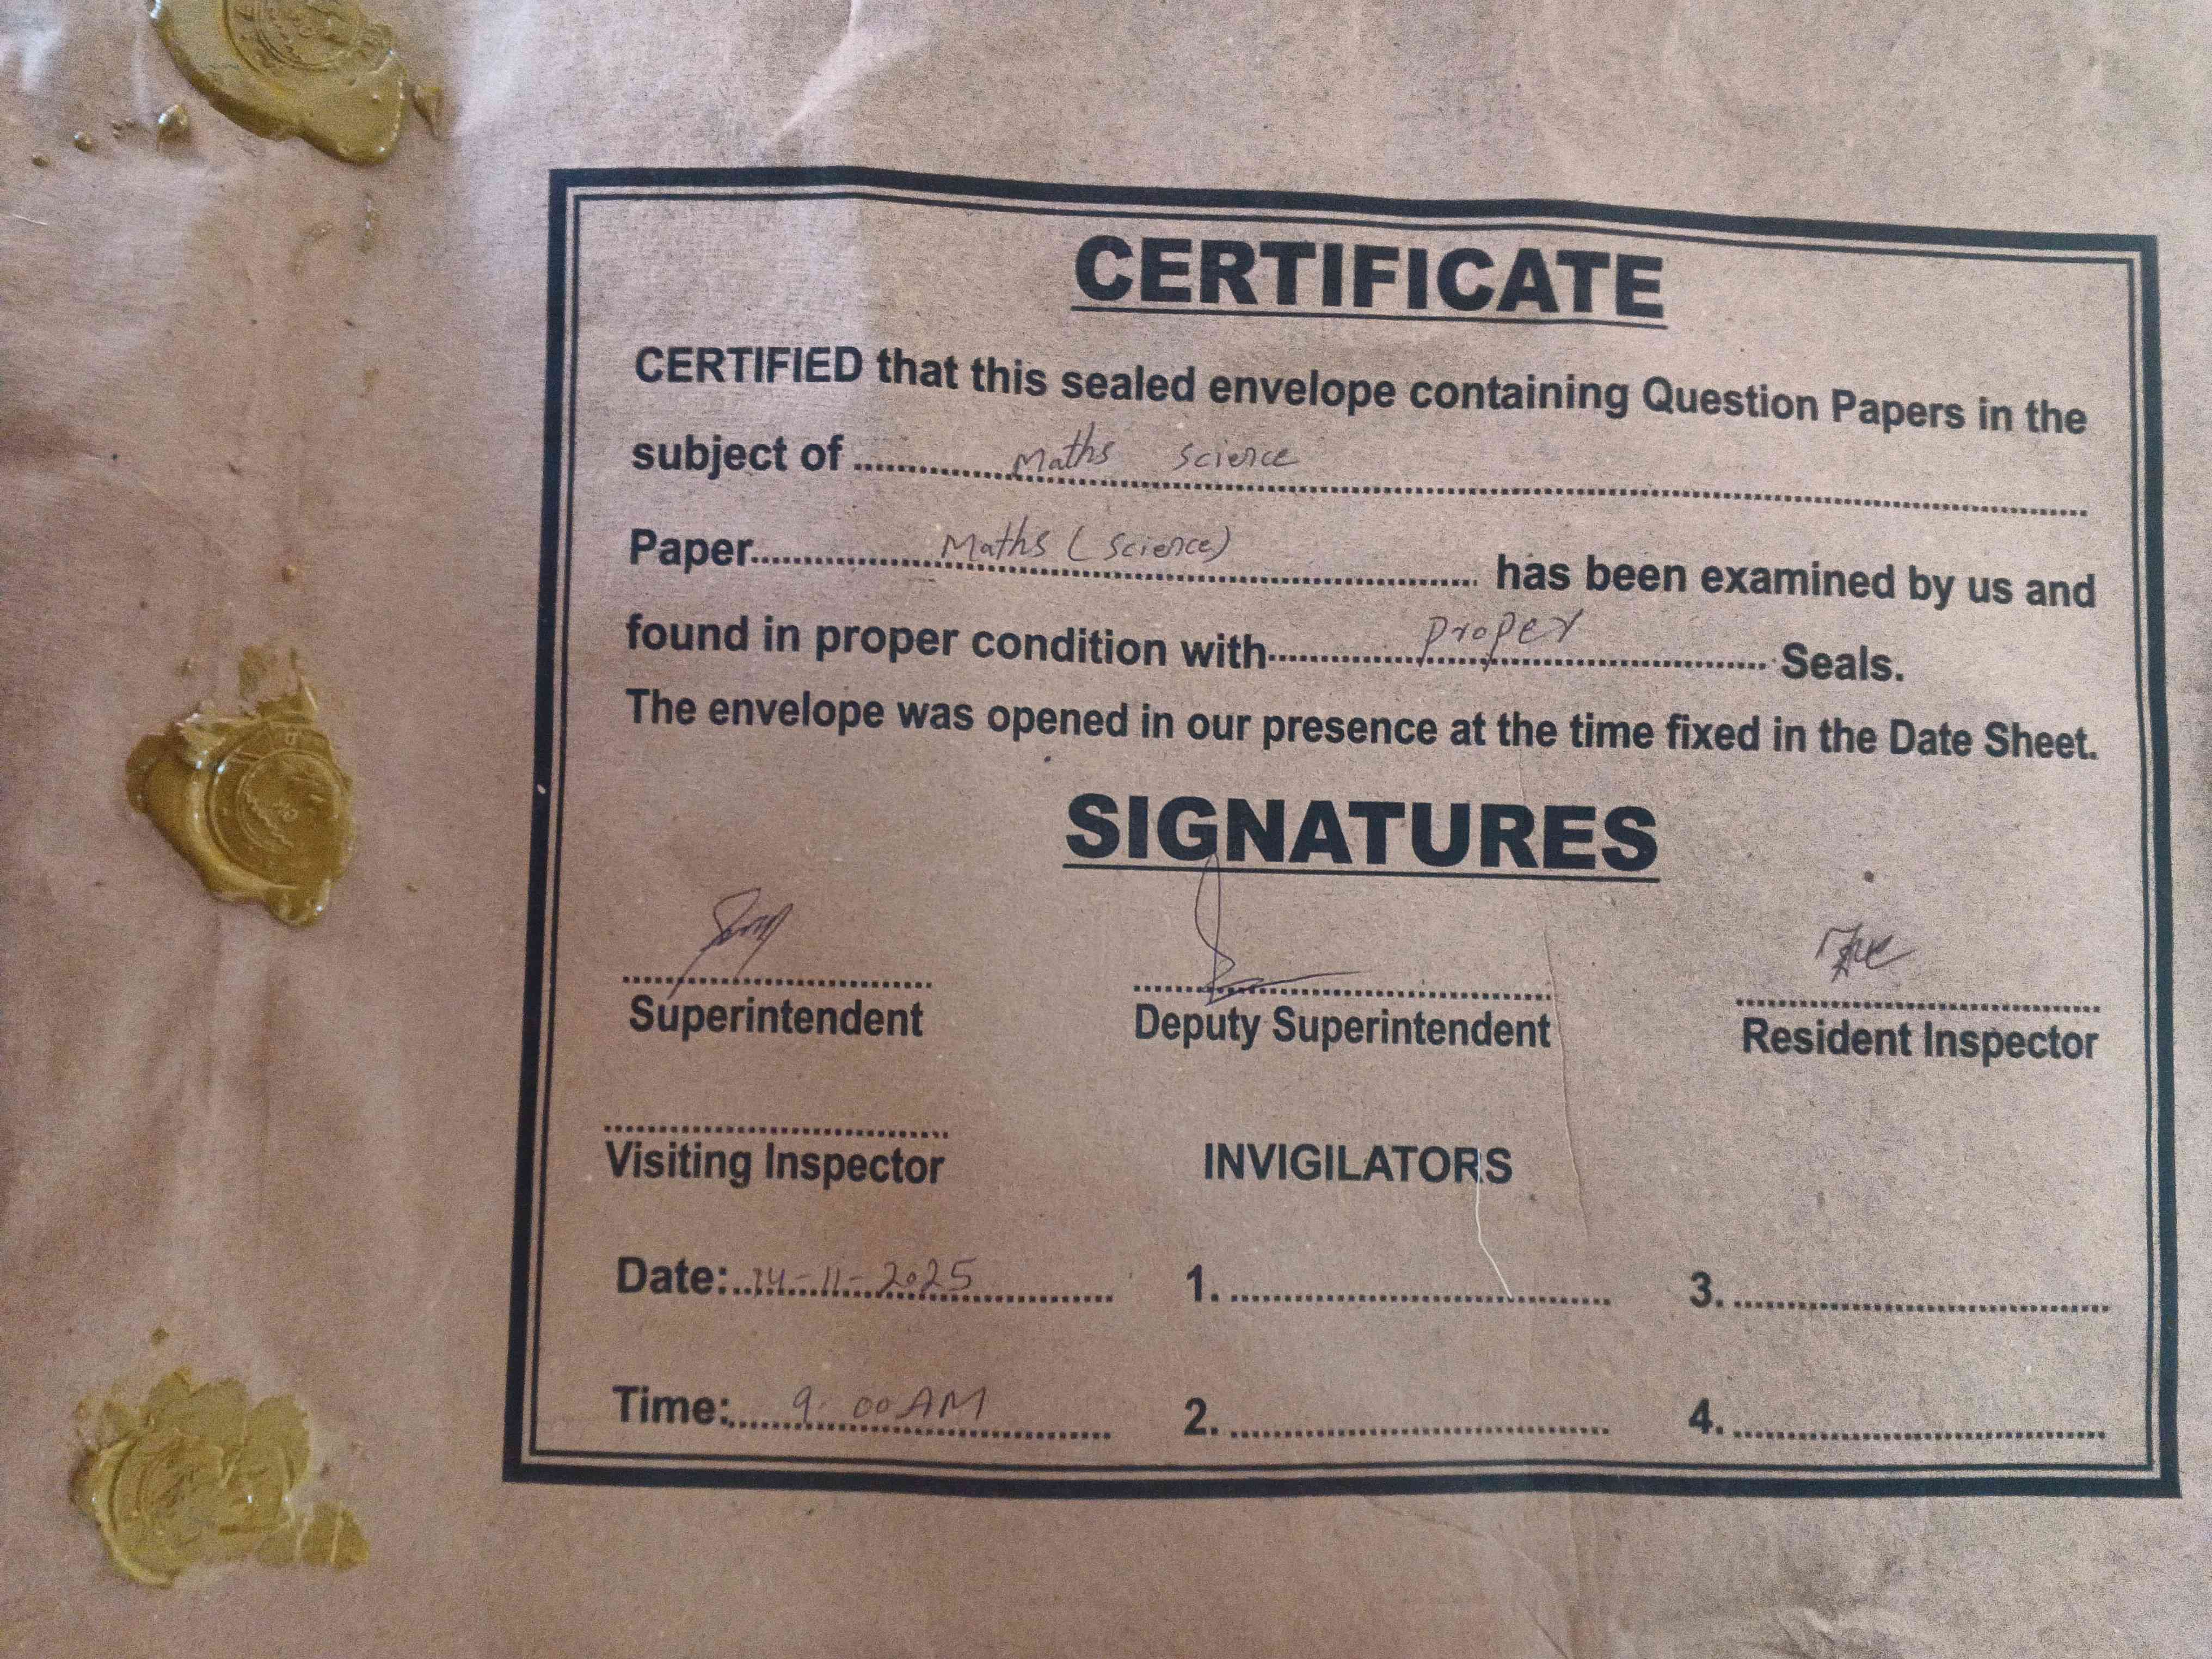 CERTIFICATE
CERTIFIED that this sealed envelope containing Question Papers in the
subject of Maths Science
Paper Maths (Science) has been examined by us and
found in proper condition with proper Seals.
The envelope was opened in our presence at the time fixed in the Date Sheet.
SIGNATURES
Superintendent Deputy Superintendent Resident Inspector
Visiting Inspector INVIGILATORS
Date: 14-11-2025 1. 3.
Time: 9:00 AM 2. 4.